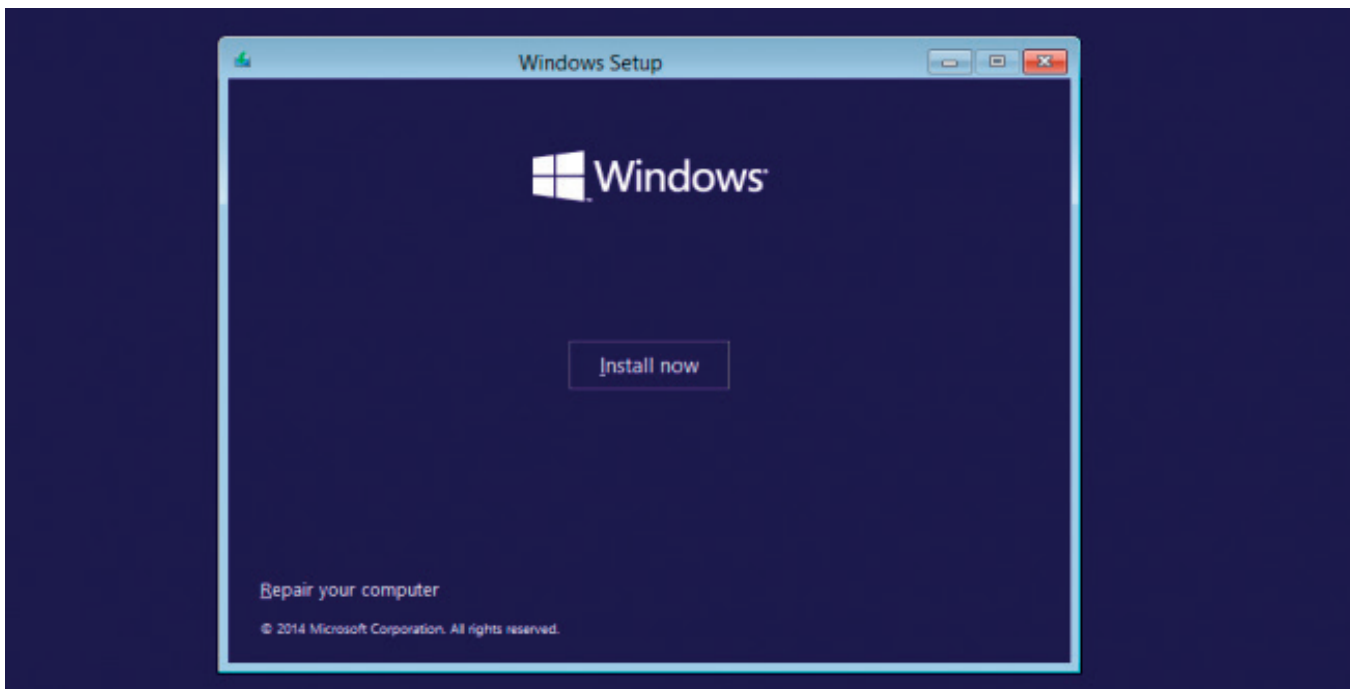 Windows Setup
Windows
Install now
Repair your computer
© 2014 Microsoft Corporation. All rights reserved.